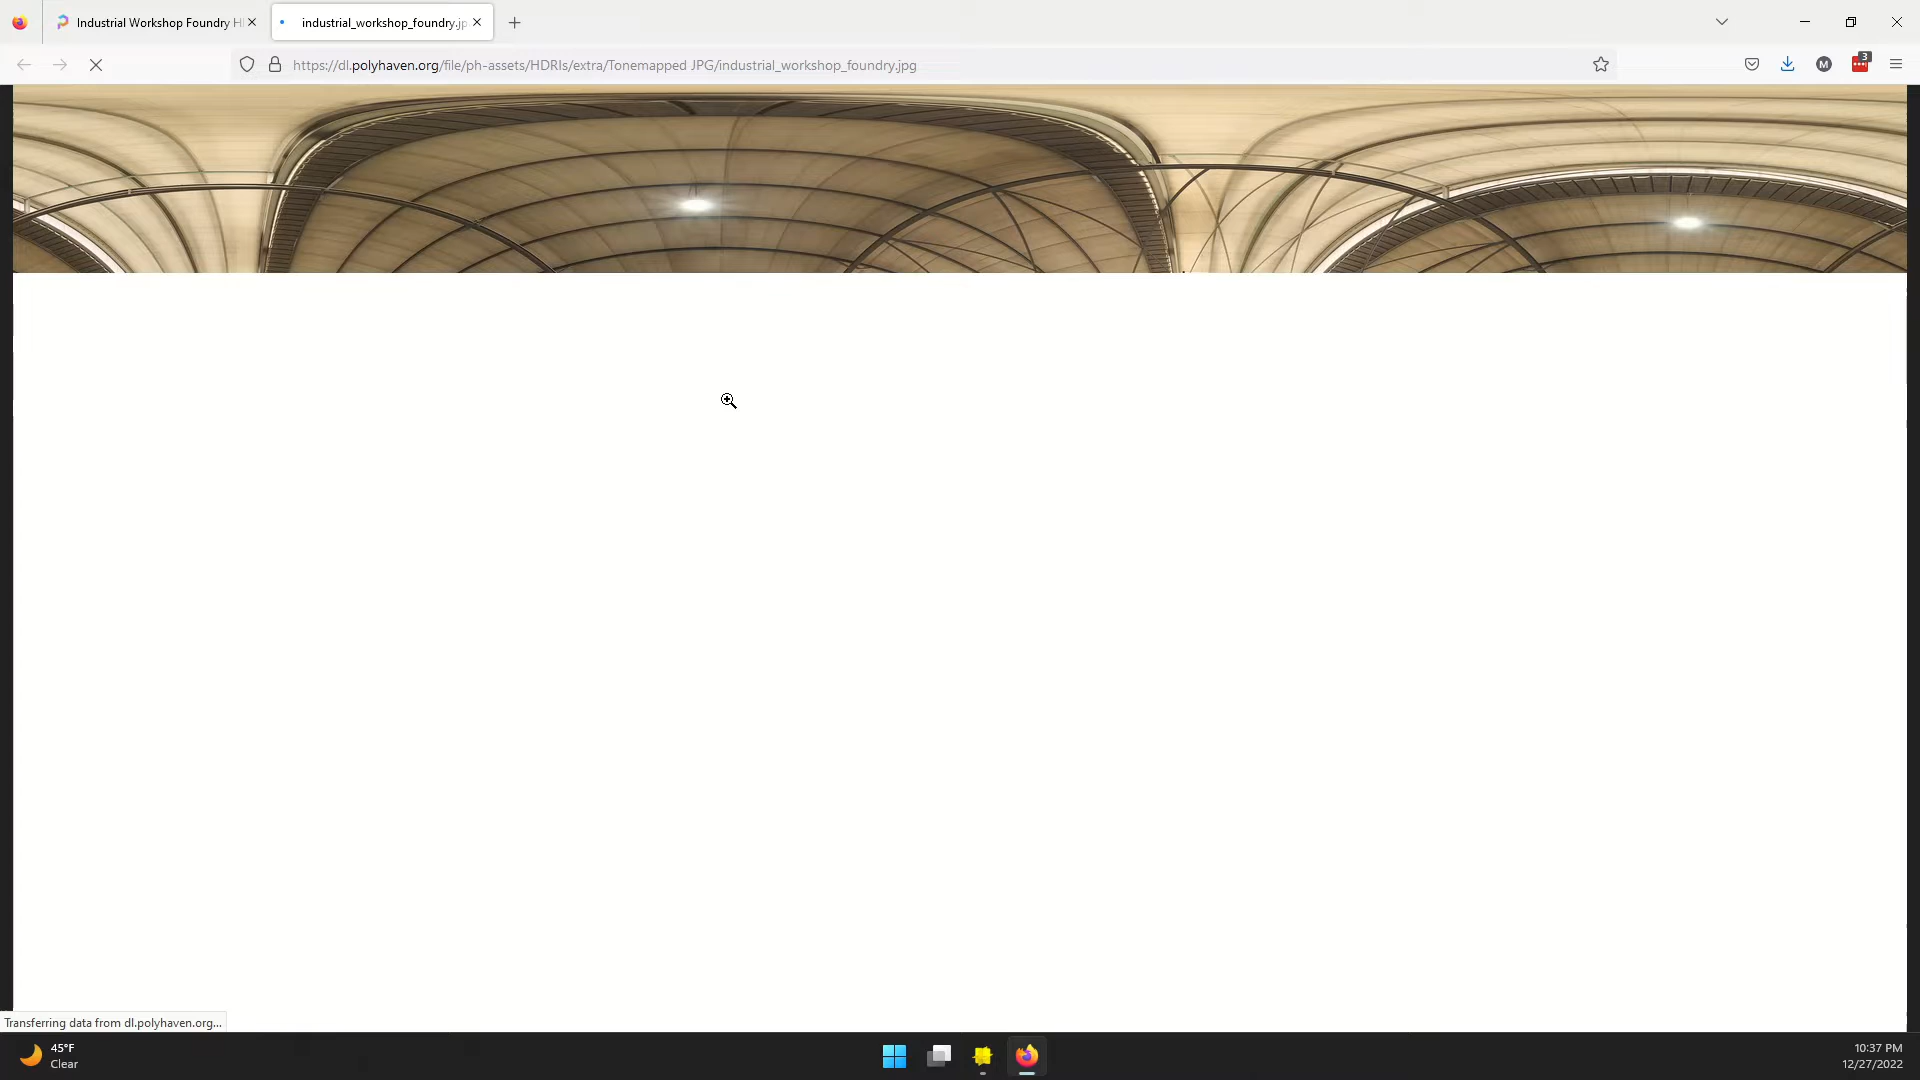 Industrial Workshop Foundry H
industrial_workshop_foundry.jp
https://dl.polyhaven.org/file/ph-assets/HDRIs/extra/Tonemapped JPG/industrial_workshop_foundry.jpg
M
3
Transferring data from dl.polyhaven.org...
45°F
Clear
10:37 PM
12/27/2022